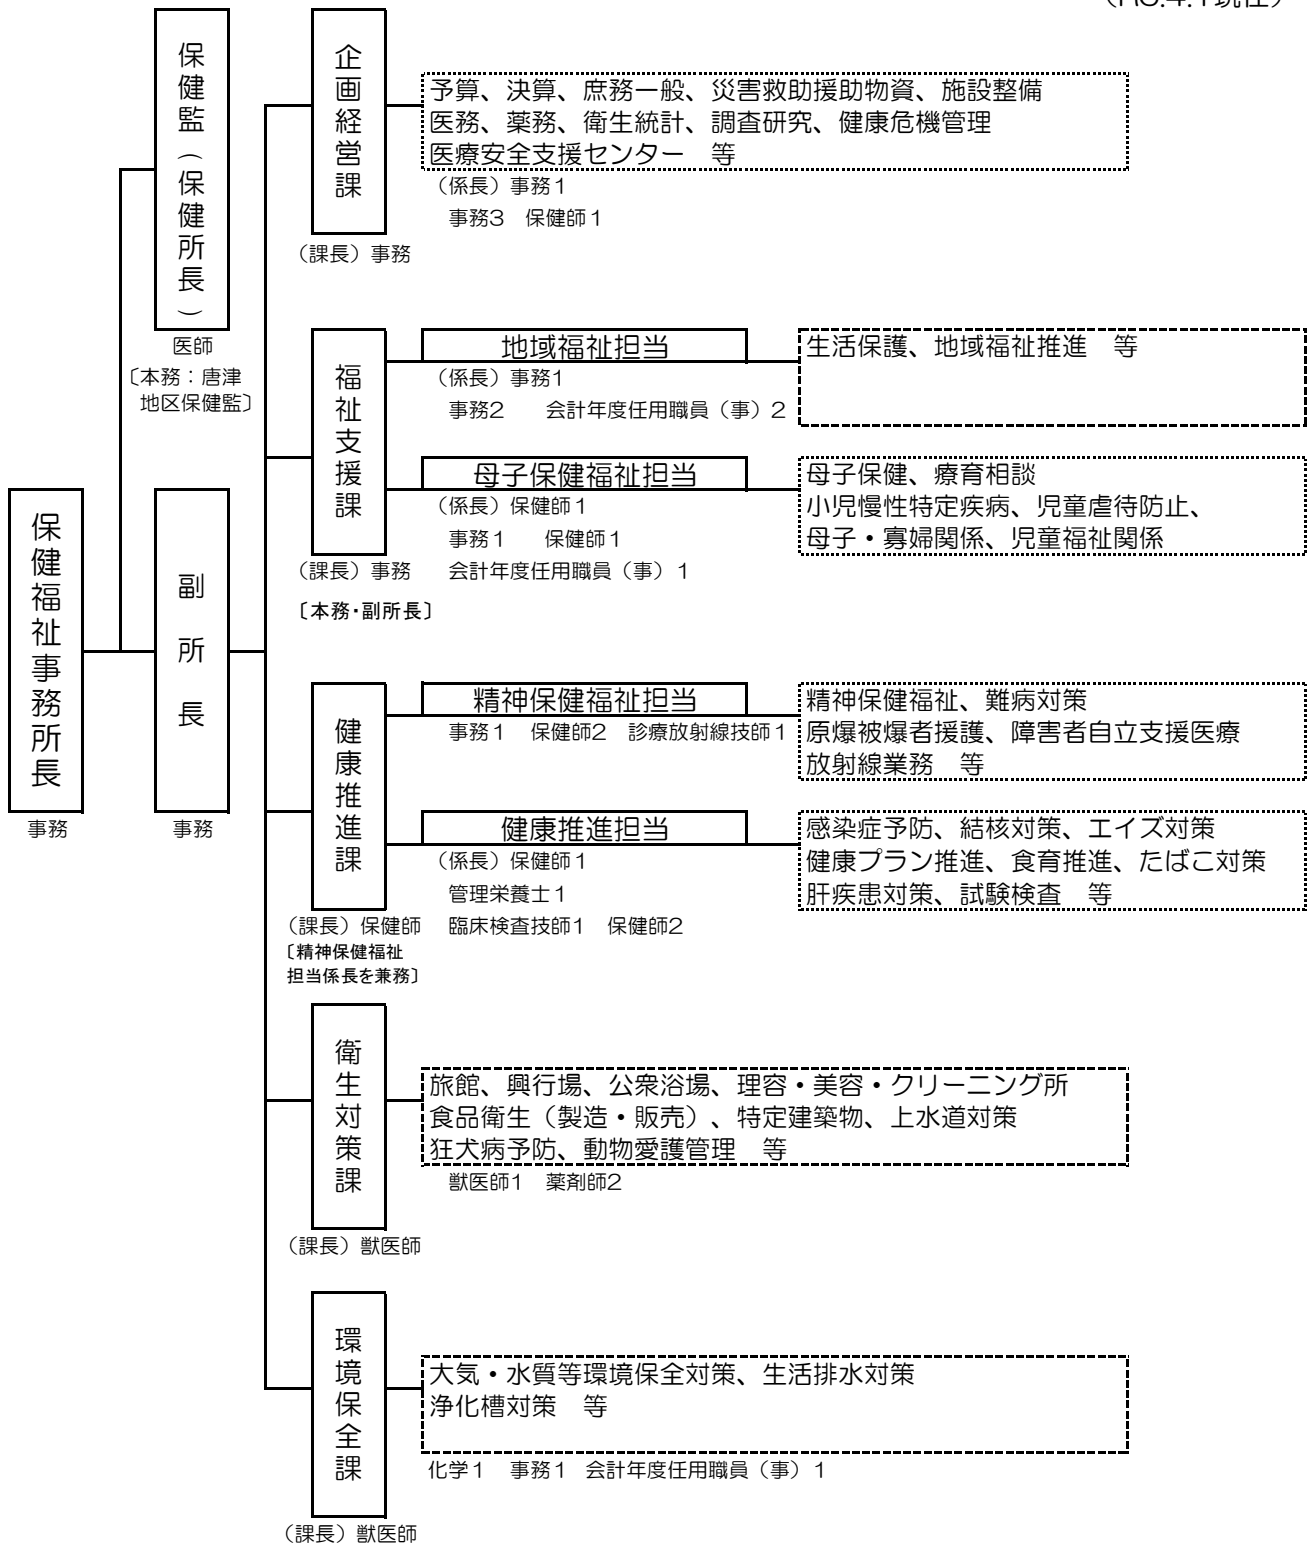 保健福祉事務所長
事務
保健監（保健所長）
医師
〔本務：唐津
地区保健監〕
副所長
事務
企画経営課
（課長）事務
予算、決算、庶務一般、災害救助援助物資、施設整備
医務、薬務、衛生統計、調査研究、健康危機管理
医療安全支援センター　等
（係長）事務１
事務３　保健師１
福祉支援課
（課長）事務
〔本務・副所長〕
地域福祉担当
（係長）事務１
事務２　会計年度任用職員（事）２
生活保護、地域福祉推進　等
母子保健福祉担当
（係長）保健師１
事務１　保健師１
会計年度任用職員（事）１
母子保健、療育相談
小児慢性特定疾病、児童虐待防止、
母子・寡婦関係、児童福祉関係
健康推進課
（課長）保健師
〔精神保健福祉
担当係長を兼務〕
精神保健福祉担当
事務１　保健師２　診療放射線技師１
精神保健福祉、難病対策
原爆被爆者援護、障害者自立支援医療
放射線業務　等
健康推進担当
（係長）保健師１
管理栄養士１
臨床検査技師１　保健師２
感染症予防、結核対策、エイズ対策
健康プラン推進、食育推進、たばこ対策
肝疾患対策、試験検査　等
衛生対策課
（課長）獣医師
旅館、興行場、公衆浴場、理容・美容・クリーニング所
食品衛生（製造・販売）、特定建築物、上水道対策
狂犬病予防、動物愛護管理　等
獣医師１　薬剤師２
環境保全課
（課長）獣医師
大気・水質等環境保全対策、生活排水対策
浄化槽対策　等
化学１　事務１　会計年度任用職員（事）１